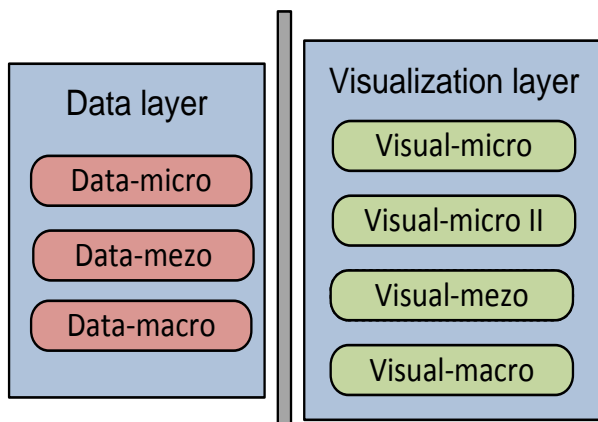 Data layer
Data-micro
Data-mezo
Data-macro
Visualization layer
Visual-micro
Visual-micro II
Visual-mezo
Visual-macro